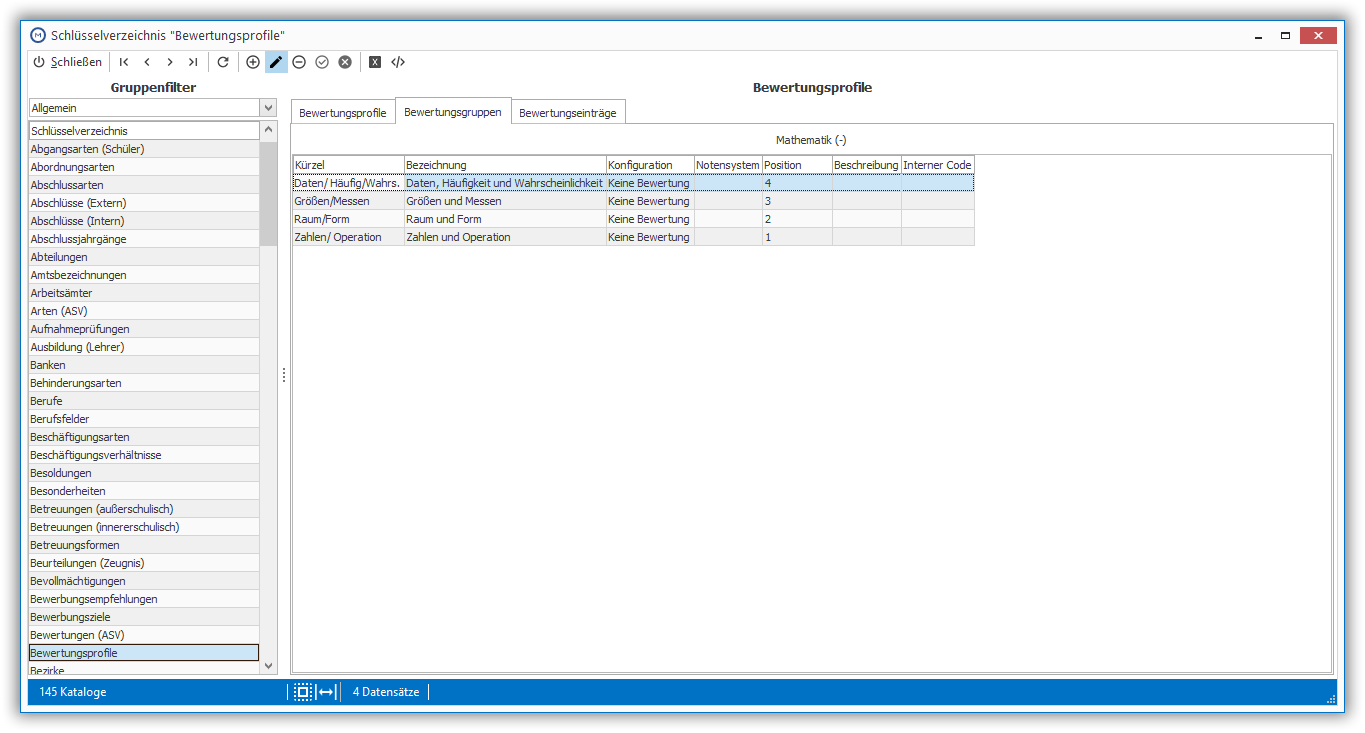 Schlüsselverzeichnis "Bewertungsprofile"
Schließen
Gruppenfilter
Allgemein
Schlüsselverzeichnis
Abgangsarten (Schüler)
Abordnungsarten
Abschlussarten
Abschlüsse (Extern)
Abschlüsse (Intern)
Abschlussjahrgänge
Abteilungen
Amtsbezeichnungen
Arbeitsämter
Arten (ASV)
Aufnahmeprüfungen
Ausbildung (Lehrer)
Banken
Behinderungsarten
Berufe
Berufsfelder
Beschäftigungsarten
Beschäftigungsverhältnisse
Besoldungen
Besonderheiten
Betreuungen (außerschulisch)
Betreuungen (innererschulisch)
Betreuungsformen
Beurteilungen (Zeugnis)
Bevollmächtigungen
Bewerbungsempfehlungen
Bewerbungsziele
Bewertungen (ASV)
Bewertungsprofile
Bezirke
Bewertungsprofile
Bewertungsprofile Bewertungsgruppen Bewertungseinträge
Mathematik (-)
Kürzel Bezeichnung Konfiguration Notensystem Position Beschreibung Interner Code
Daten/ Häufig/Wahrs. Daten, Häufigkeit und Wahrscheinlichkeit Keine Bewertung 4
Größen/Messen Größen und Messen Keine Bewertung 3
Raum/Form Raum und Form Keine Bewertung 2
Zahlen/ Operation Zahlen und Operation Keine Bewertung 1
145 Kataloge 4 Datensätze